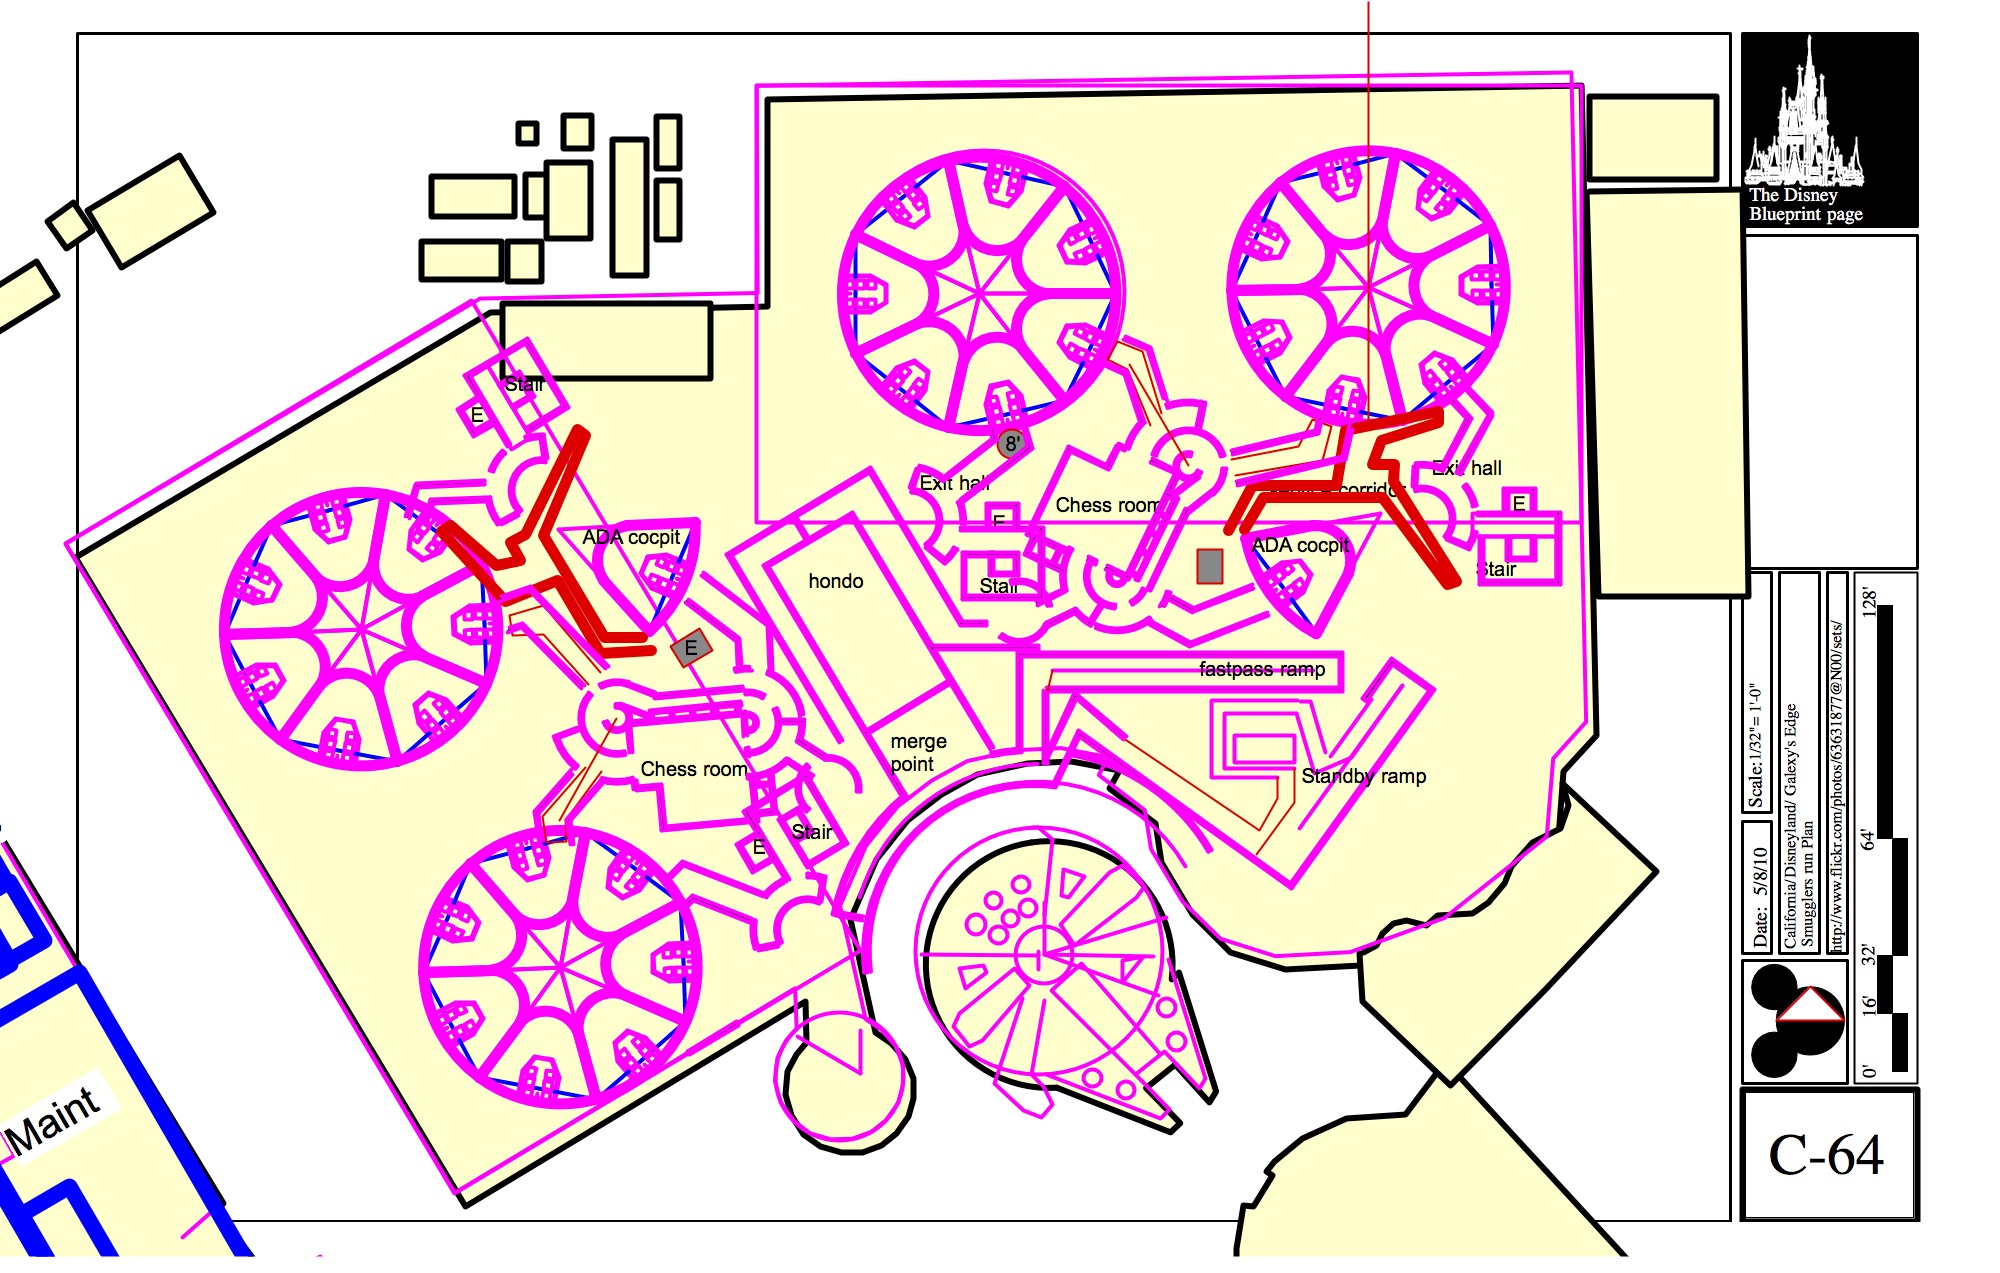 The Disney
Blueprint page
Stair
E
8'
Exit hall
Exit hall
Chess room
corridor
E
E
ADA cocpit
ADA cocpit
Stair
Stair
hondo
E
fastpass ramp
merge
point
Standby ramp
Chess room
Stair
E
Maint
Scale:1/32"= 1'-0"
Date: 5/8/10
California/ Disneyland/ Galexy's Edge
Smugglers run Plan
http://www.flickr.com/photos/63631877@N00/sets/
128'
64'
32'
16'
0'
C-64